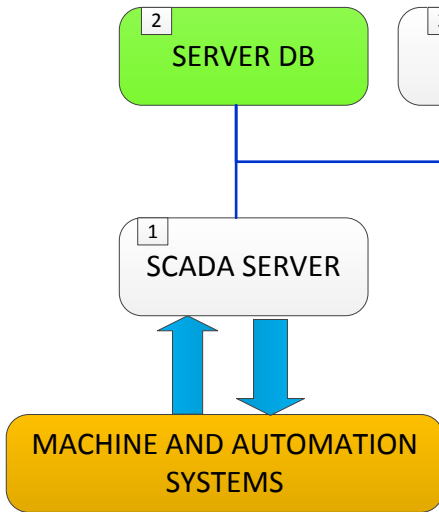 2
SERVER DB
1
SCADA SERVER
MACHINE AND AUTOMATION
SYSTEMS